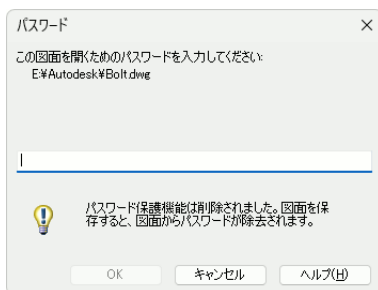 パスワード
この図面を開くためのパスワードを入力してください:
E:¥Autodesk¥Bolt.dwg
パスワード保護機能は削除されました。図面を保
存すると、図面からパスワードが除去されます。
OK キャンセル ヘルプ(H)